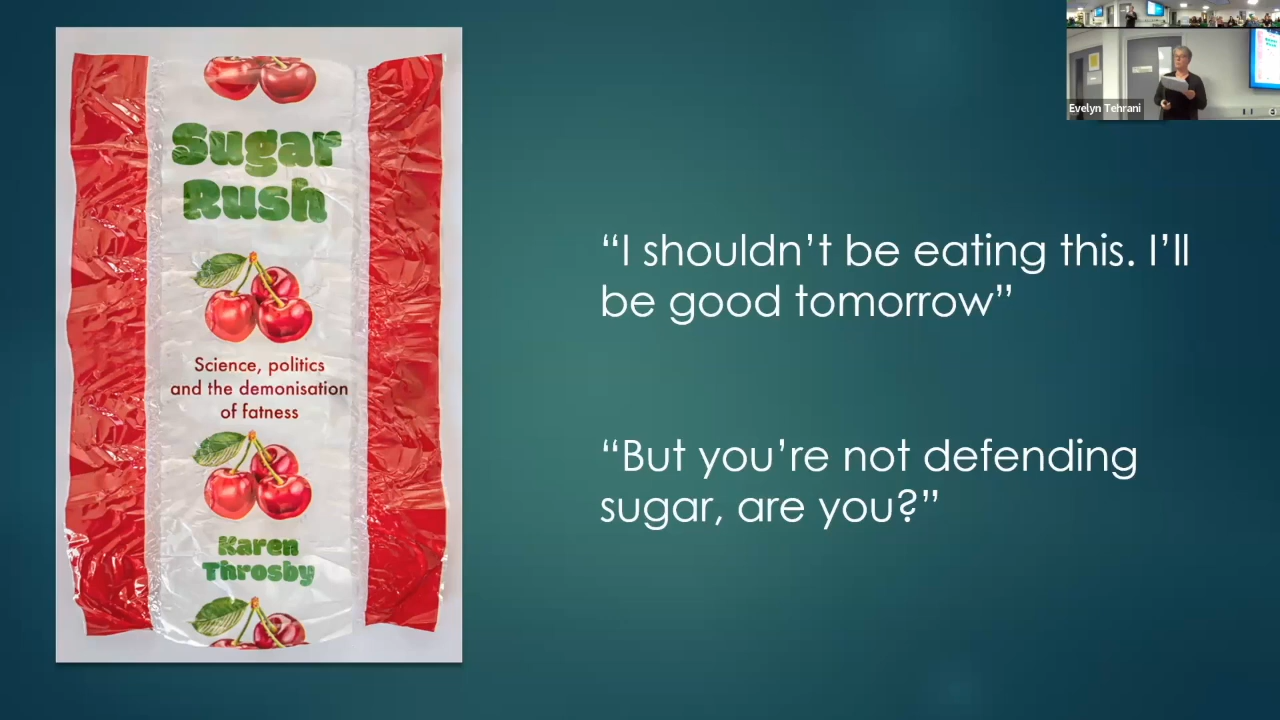 Sugar
Rush
Science, politics
and the demonisation
of fatness
Karen
Throsby
“I shouldn’t be eating this. I’ll
be good tomorrow”
“But you’re not defending
sugar, are you?”
Evelyn Tehrani